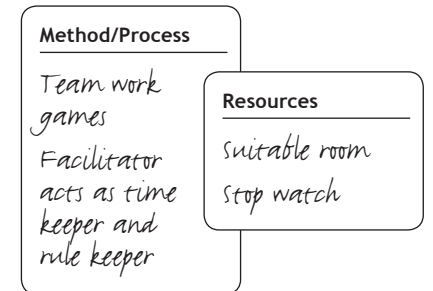 Method/Process
Team work
games
Facilitator
acts as time
keeper and
rule keeper
Resources
Suitable room
Stop watch